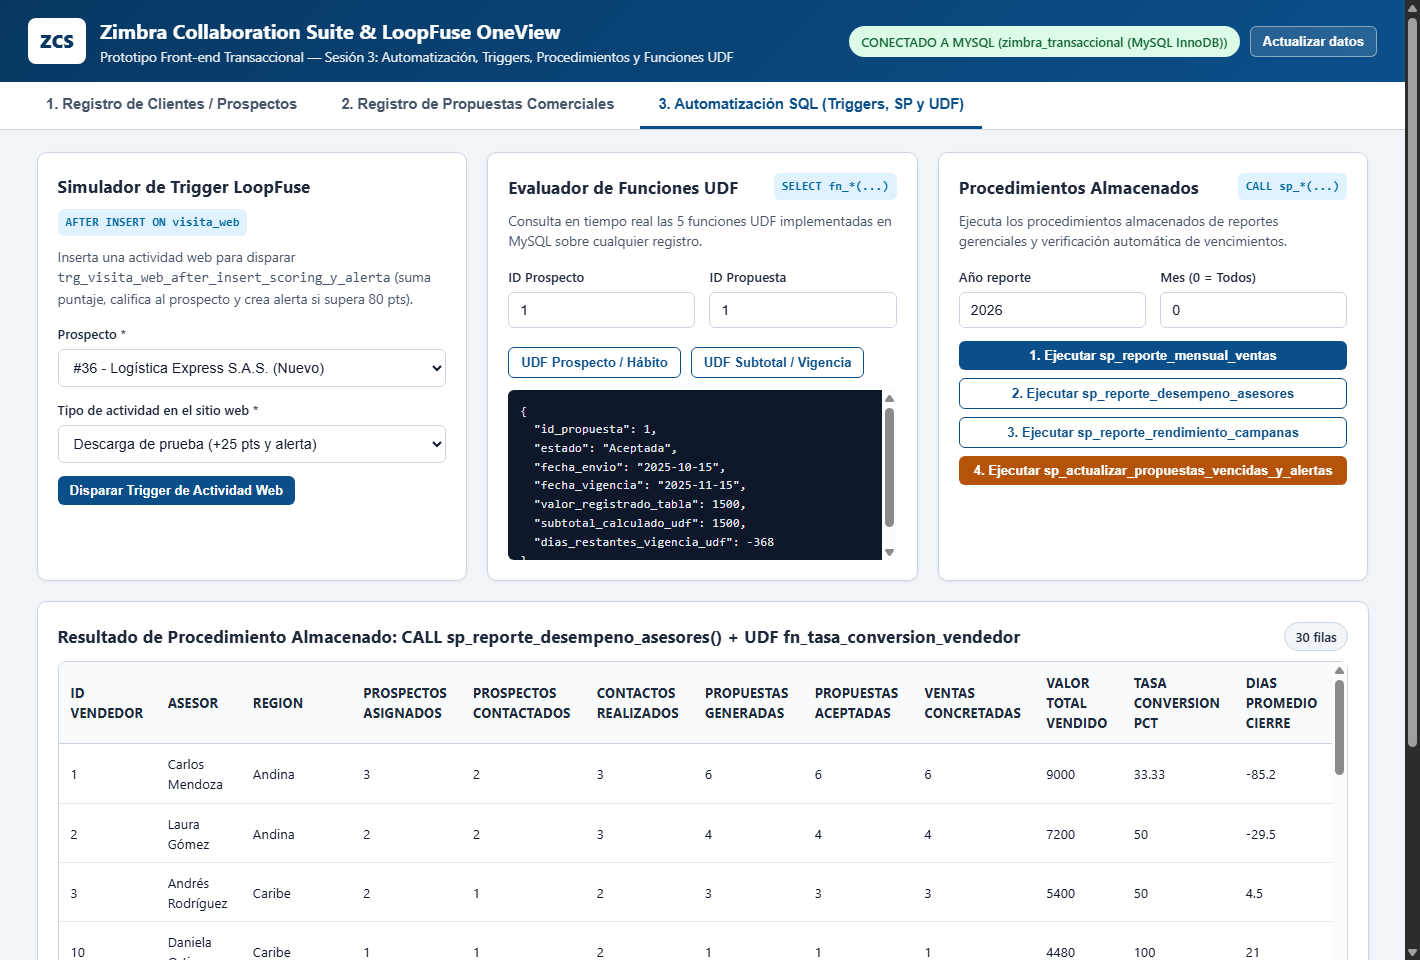 ZCS
Zimbra Collaboration Suite & LoopFuse OneView
Prototipo Front-end Transaccional — Sesión 3: Automatización, Triggers, Procedimientos y Funciones UDF
CONECTADO A MYSQL (zimbra_transaccional (MySQL InnoDB))
Actualizar datos
1. Registro de Clientes / Prospectos
2. Registro de Propuestas Comerciales
3. Automatización SQL (Triggers, SP y UDF)
Simulador de Trigger LoopFuse
AFTER INSERT ON visita_web
Inserta una actividad web para disparar
trg_visita_web_after_insert_scoring_y_alerta (suma
puntaje, califica al prospecto y crea alerta si supera 80 pts).
Prospecto *
#36 - Logística Express S.A.S. (Nuevo)
Tipo de actividad en el sitio web *
Descarga de prueba (+25 pts y alerta)
Disparar Trigger de Actividad Web
Evaluador de Funciones UDF
SELECT fn_*(...)
Consulta en tiempo real las 5 funciones UDF implementadas en
MySQL sobre cualquier registro.
ID Prospecto
ID Propuesta
1
1
UDF Prospecto / Hábito
UDF Subtotal / Vigencia
{
"id_propuesta": 1,
"estado": "Aceptada",
"fecha_envio": "2025-10-15",
"fecha_vigencia": "2025-11-15",
"valor_registrado_tabla": 1500,
"subtotal_calculado_udf": 1500,
"dias_restantes_vigencia_udf": -368
}
Procedimientos Almacenados
CALL sp_*(...)
Ejecuta los procedimientos almacenados de reportes
gerenciales y verificación automática de vencimientos.
Año reporte
Mes (0 = Todos)
2026
0
1. Ejecutar sp_reporte_mensual_ventas
2. Ejecutar sp_reporte_desempeno_asesores
3. Ejecutar sp_reporte_rendimiento_campanas
4. Ejecutar sp_actualizar_propuestas_vencidas_y_alertas
Resultado de Procedimiento Almacenado: CALL sp_reporte_desempeno_asesores() + UDF fn_tasa_conversion_vendedor
30 filas
ID VENDEDOR ASESOR REGION PROSPECTOS ASIGNADOS PROSPECTOS CONTACTADOS CONTACTOS REALIZADOS PROPUESTAS GENERADAS PROPUESTAS ACEPTADAS VENTAS CONCRETADAS VALOR TOTAL VENDIDO TASA CONVERSION PCT DIAS PROMEDIO CIERRE
1 Carlos Mendoza Andina 3 2 3 6 6 6 9000 33.33 -85.2
2 Laura Gómez Andina 2 2 3 4 4 4 7200 50 -29.5
3 Andrés Rodríguez Caribe 2 1 2 3 3 3 5400 50 4.5
10 Daniela Caribe 1 1 2 1 1 1 4480 100 21